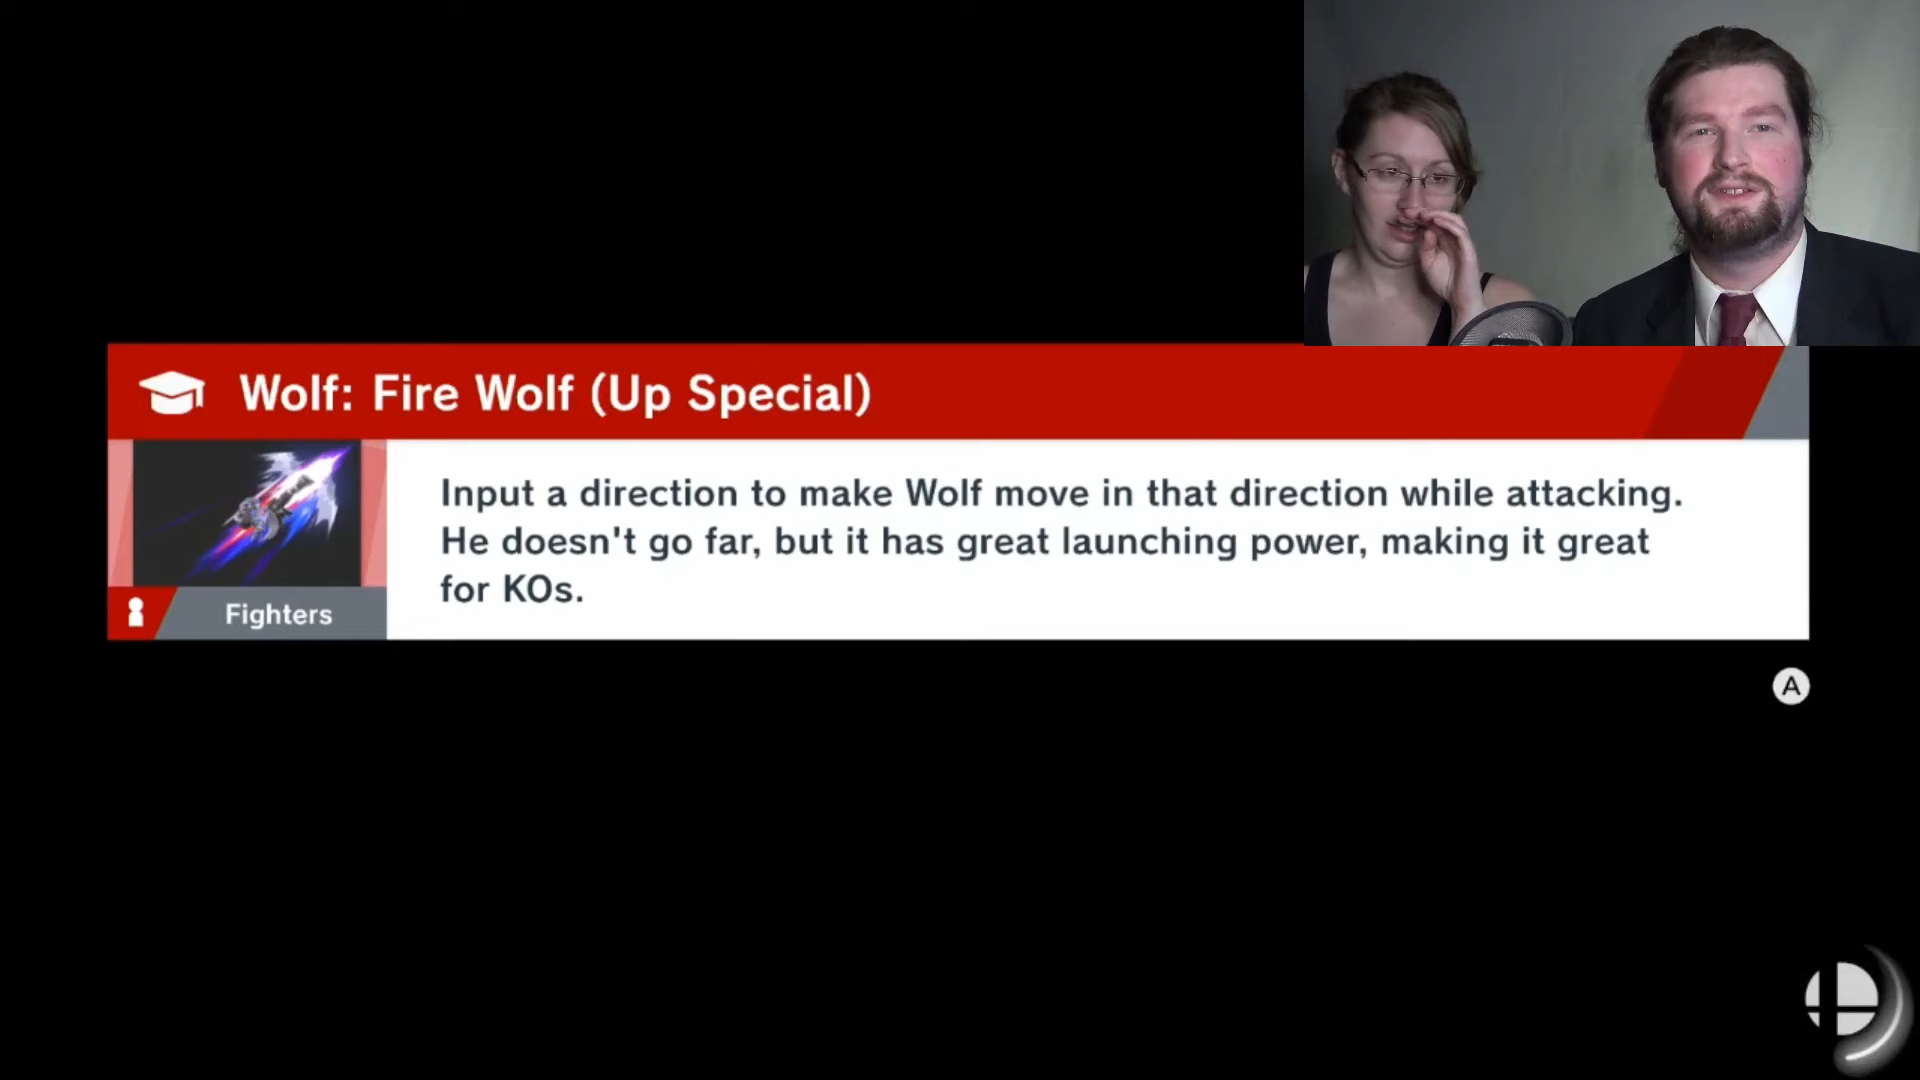 Wolf: Fire Wolf (Up Special)
Input a direction to make Wolf move in that direction while attacking.
He doesn't go far, but it has great launching power, making it great
for KOs.
Fighters
A